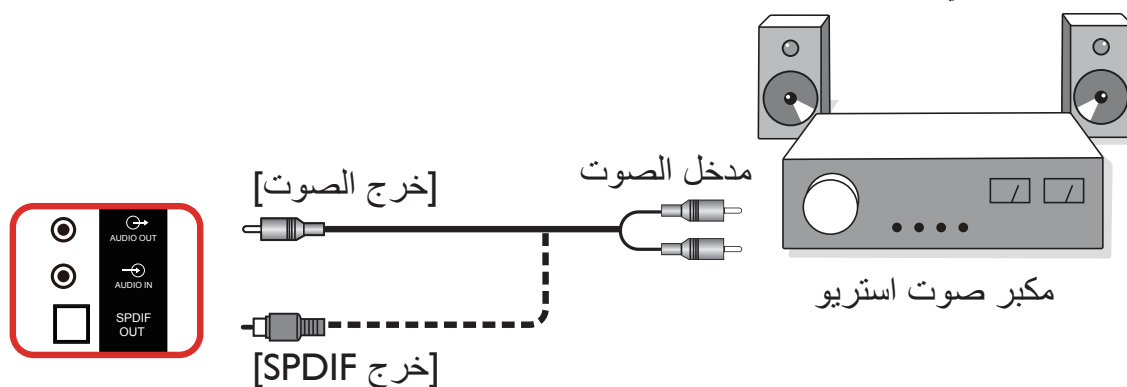 مدخل الصوت
[خرج الصوت]
AUDIO OUT
AUDIO IN
SPDIF
OUT
مكبر صوت استريو
[خرج SPDIF]